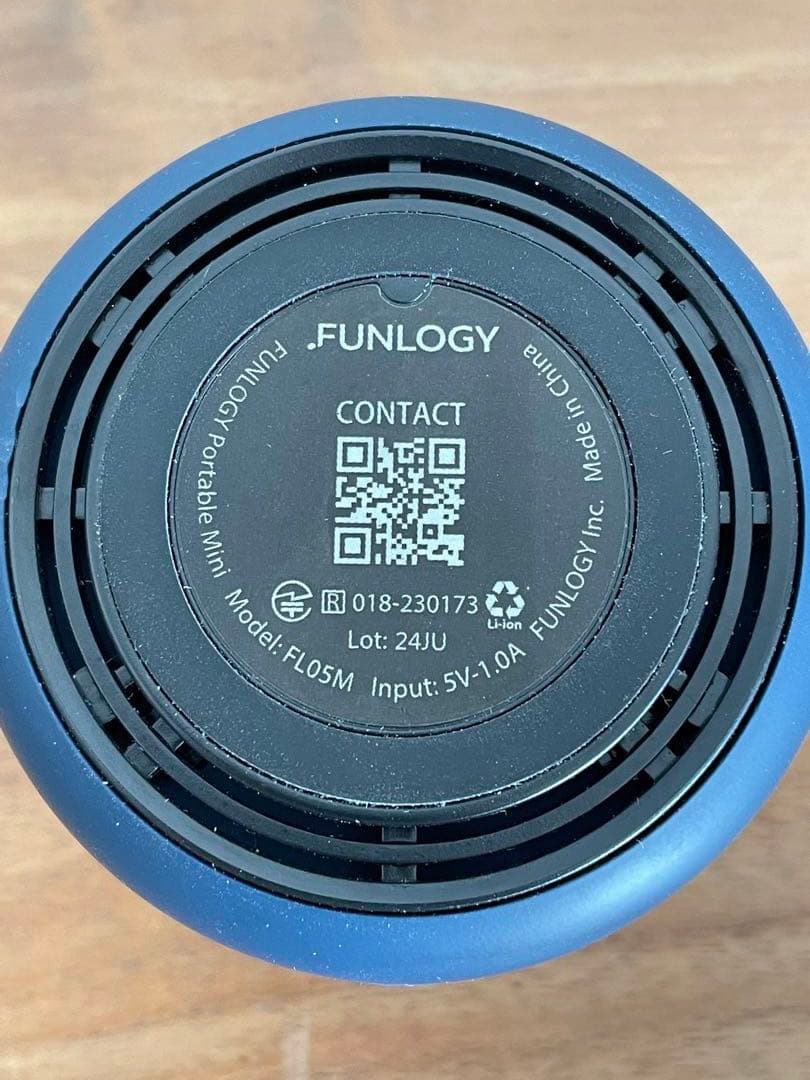 .FUNLOGY
CONTACT
R 018-230173
Li-ion
Lot: 24JU
FUNLOGY Portable Mini Model: FL05M Input: 5V-1.0A FUNLOGY Inc. Made in China